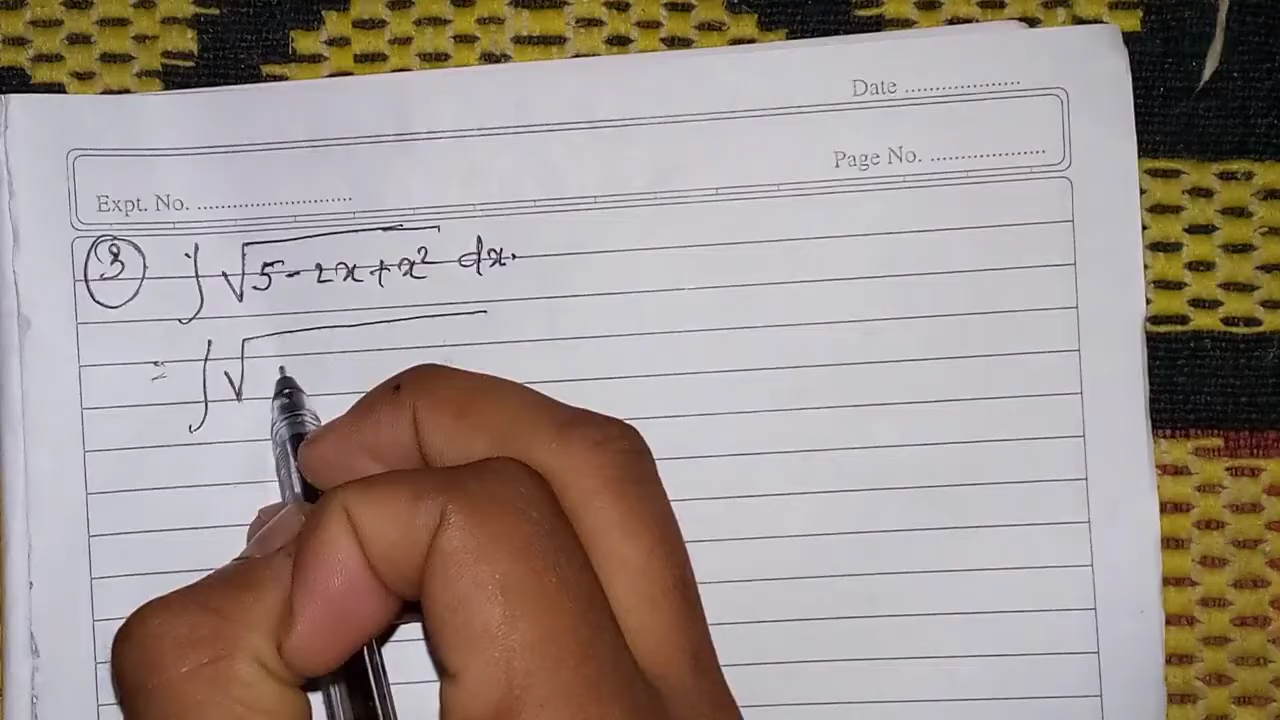 Date ...................
Page No. ...................
Expt. No. ...........................
③ ∫ √(5-2x+x²) dx.
= ∫ √